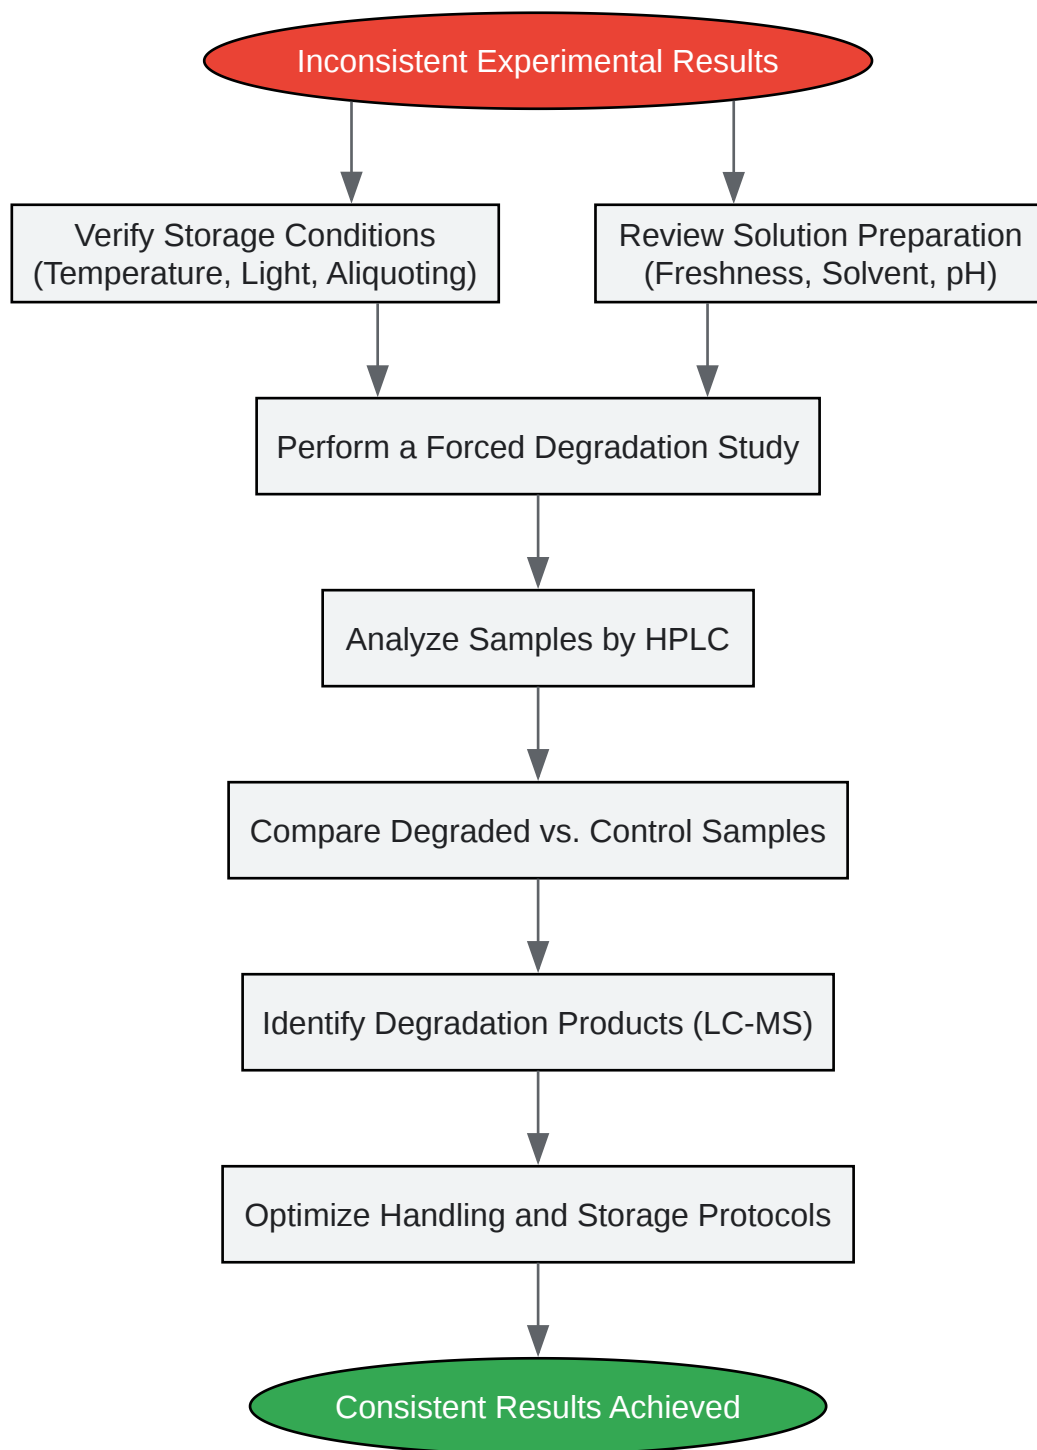 Inconsistent Experimental Results
Verify Storage Conditions
(Temperature, Light, Aliquoting)
Review Solution Preparation
(Freshness, Solvent, pH)
Perform a Forced Degradation Study
Analyze Samples by HPLC
Compare Degraded vs. Control Samples
Identify Degradation Products (LC-MS)
Optimize Handling and Storage Protocols
Consistent Results Achieved